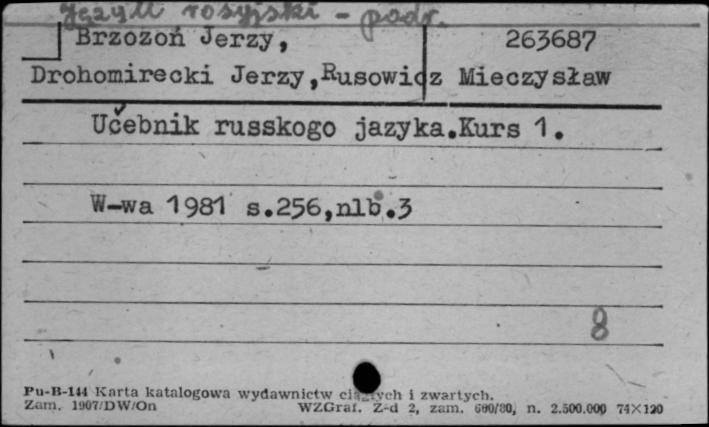 język rosyjski - podr.
Brzozoń Jerzy, 263687
Drohomirecki Jerzy, Rusowicz Mieczysław
Učebnik russkogo jazyka. Kurs 1.
W-wa 1981 s.256, nlb.3
8
Pu-B-144 Karta katalogowa wydawnictw ciągłych i zwartych.
Zam. 1907/DW/On WZGraf. Z-d 2, zam. 600/80, n. 2.500.000 74×120